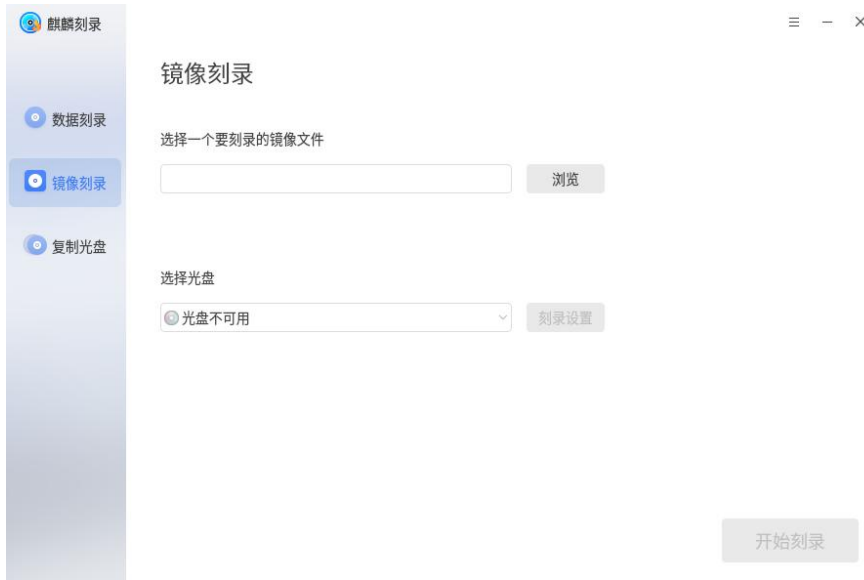 麒麟刻录
数据刻录
镜像刻录
复制光盘
镜像刻录
选择一个要刻录的镜像文件
浏览
选择光盘
光盘不可用
刻录设置
开始刻录